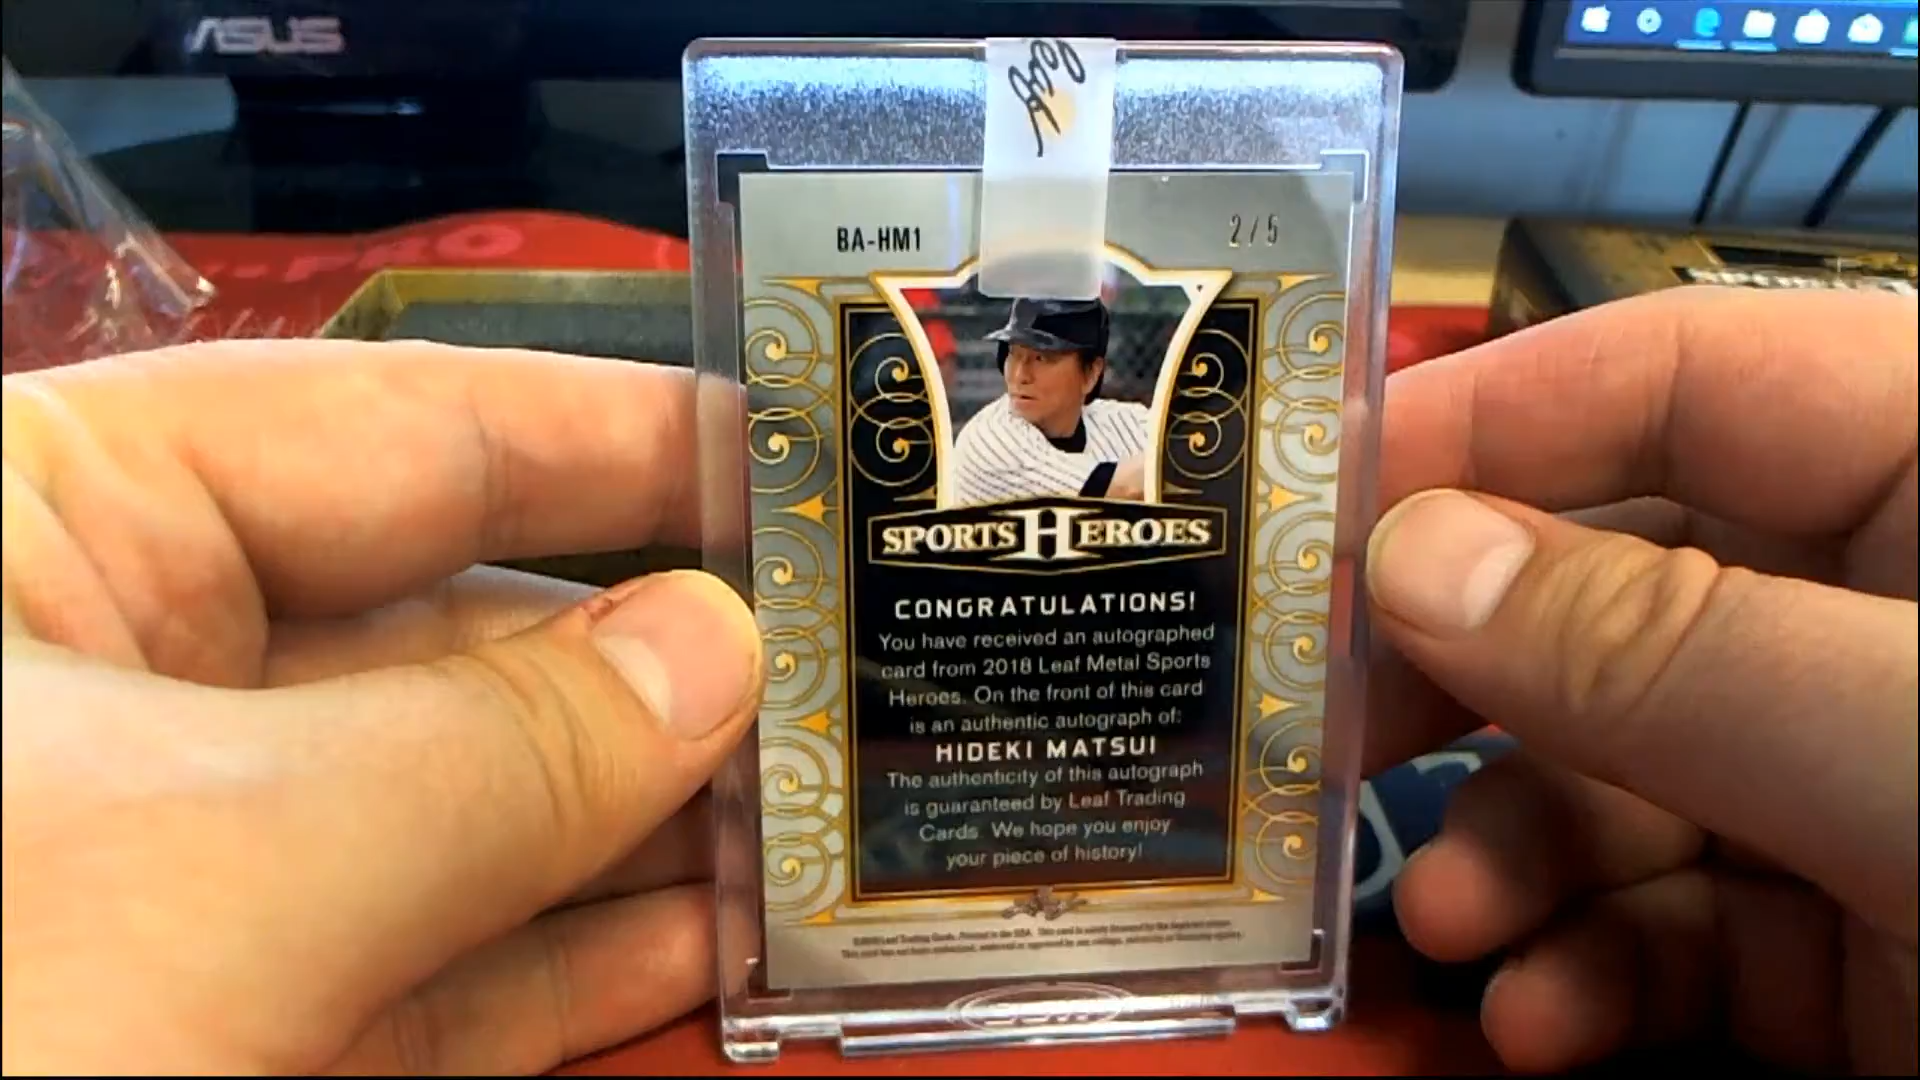 ASUS
Leaf
BA-HM1
2/5
PRO
SPORTS HEROES
CONGRATULATIONS!
You have received an autographed
card from 2018 Leaf Metal Sports
Heroes. On the front of this card
is an authentic autograph of:
HIDEKI MATSUI
The authenticity of this autograph
is guaranteed by Leaf Trading
Cards. We hope you enjoy
your piece of history!